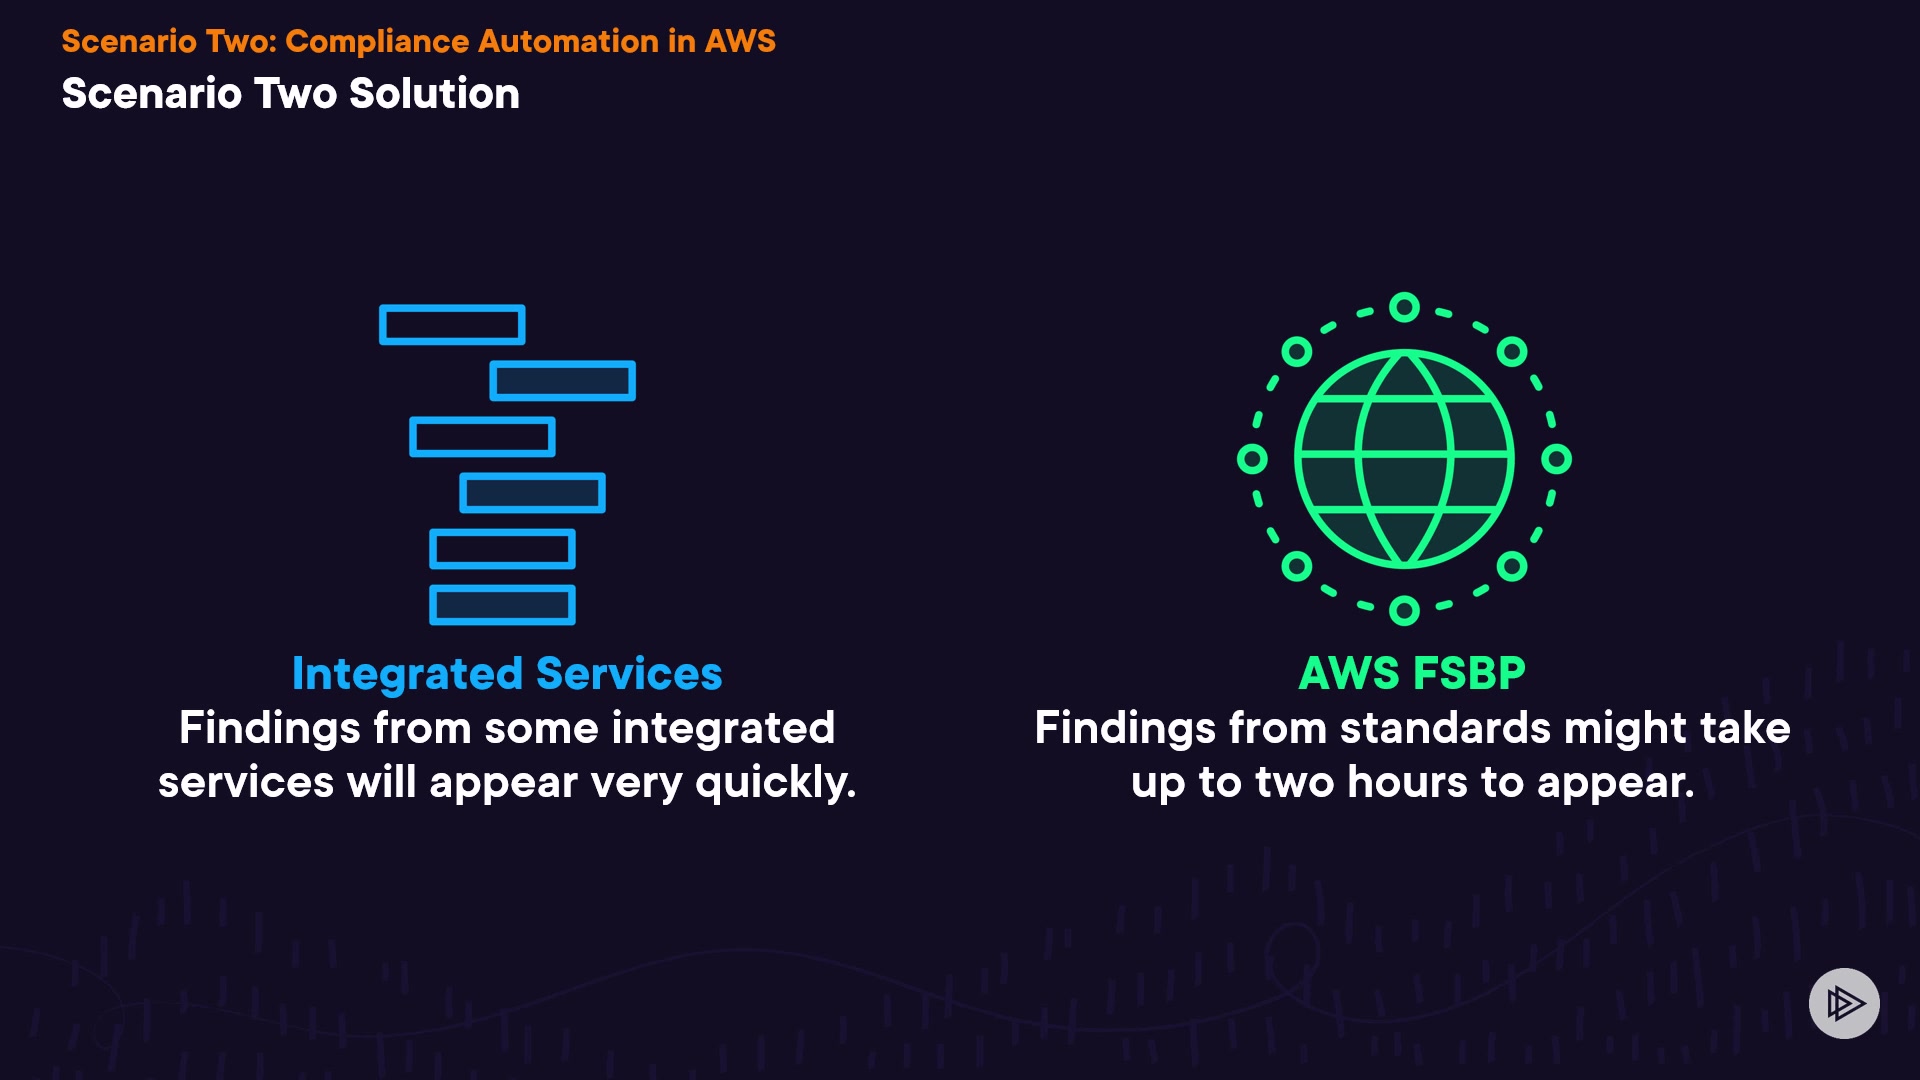 Scenario Two: Compliance Automation in AWS
Scenario Two Solution
Integrated Services
Findings from some integrated
services will appear very quickly.
AWS FSBP
Findings from standards might take
up to two hours to appear.